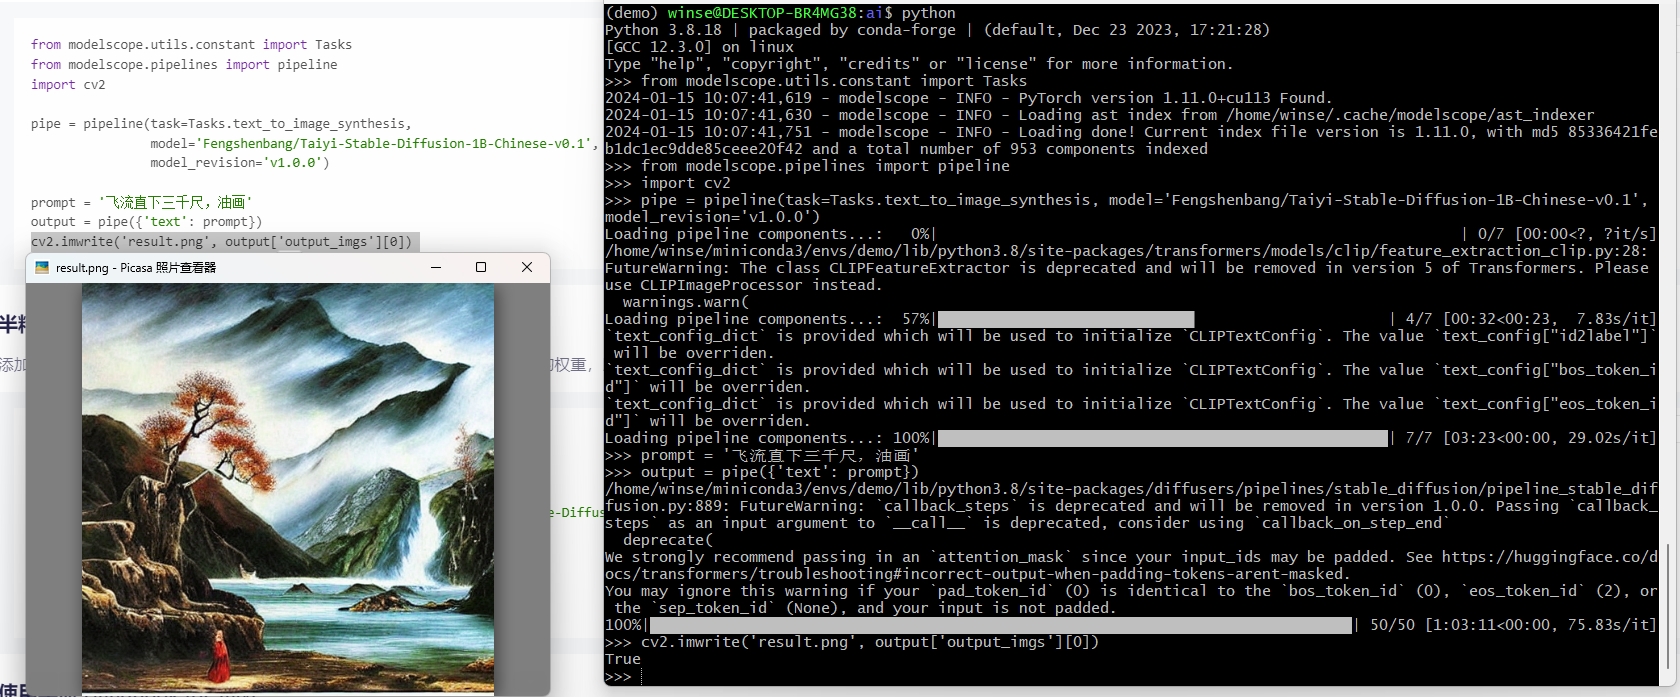 from modelscope.utils.constant import Tasks
from modelscope.pipelines import pipeline
import cv2
pipe = pipeline(task=Tasks.text_to_image_synthesis,
model='Fengshenbang/Taiyi-Stable-Diffusion-1B-Chinese-v0.1',
model_revision='v1.0.0')
prompt = '飞流直下三千尺，油画'
output = pipe({'text': prompt})
cv2.imwrite('result.png', output['output_imgs'][0])
result.png - Picasa 照片查看器
添加
的权重，
e-Diffus
(demo) winse@DESKTOP-BR4MG38:ai$ python
Python 3.8.18 | packaged by conda-forge | (default, Dec 23 2023, 17:21:28)
[GCC 12.3.0] on linux
Type "help", "copyright", "credits" or "license" for more information.
>>> from modelscope.utils.constant import Tasks
2024-01-15 10:07:41,619 - modelscope - INFO - PyTorch version 1.11.0+cu113 Found.
2024-01-15 10:07:41,630 - modelscope - INFO - Loading ast index from /home/winse/.cache/modelscope/ast_indexer
2024-01-15 10:07:41,751 - modelscope - INFO - Loading done! Current index file version is 1.11.0, with md5 85336421fe
b1dc1ec9dde85ceee20f42 and a total number of 953 components indexed
>>> from modelscope.pipelines import pipeline
>>> import cv2
>>> pipe = pipeline(task=Tasks.text_to_image_synthesis, model='Fengshenbang/Taiyi-Stable-Diffusion-1B-Chinese-v0.1',
model_revision='v1.0.0')
Loading pipeline components...:   0%| | 0/7 [00:00<?, ?it/s]
/home/winse/miniconda3/envs/demo/lib/python3.8/site-packages/transformers/models/clip/feature_extraction_clip.py:28:
FutureWarning: The class CLIPFeatureExtractor is deprecated and will be removed in version 5 of Transformers. Please
use CLIPImageProcessor instead.
warnings.warn(
Loading pipeline components...:  57%| | 4/7 [00:32<00:23,  7.83s/it]
`text_config_dict` is provided which will be used to initialize `CLIPTextConfig`. The value `text_config["id2label"]`
will be overriden.
`text_config_dict` is provided which will be used to initialize `CLIPTextConfig`. The value `text_config["bos_token_i
d"]` will be overriden.
`text_config_dict` is provided which will be used to initialize `CLIPTextConfig`. The value `text_config["eos_token_i
d"]` will be overriden.
Loading pipeline components...: 100%| | 7/7 [03:23<00:00, 29.02s/it]
>>> prompt = '飞流直下三千尺，油画'
>>> output = pipe({'text': prompt})
/home/winse/miniconda3/envs/demo/lib/python3.8/site-packages/diffusers/pipelines/stable_diffusion/pipeline_stable_dif
fusion.py:889: FutureWarning: `callback_steps` is deprecated and will be removed in version 1.0.0. Passing `callback_
steps` as an input argument to `__call__` is deprecated, consider using `callback_on_step_end`
deprecate(
We strongly recommend passing in an `attention_mask` since your input_ids may be padded. See https://huggingface.co/d
ocs/transformers/troubleshooting#incorrect-output-when-padding-tokens-arent-masked.
You may ignore this warning if your `pad_token_id` (0) is identical to the `bos_token_id` (0), `eos_token_id` (2), or
the `sep_token_id` (None), and your input is not padded.
100%| | 50/50 [1:03:11<00:00, 75.83s/it]
>>> cv2.imwrite('result.png', output['output_imgs'][0])
True
>>>